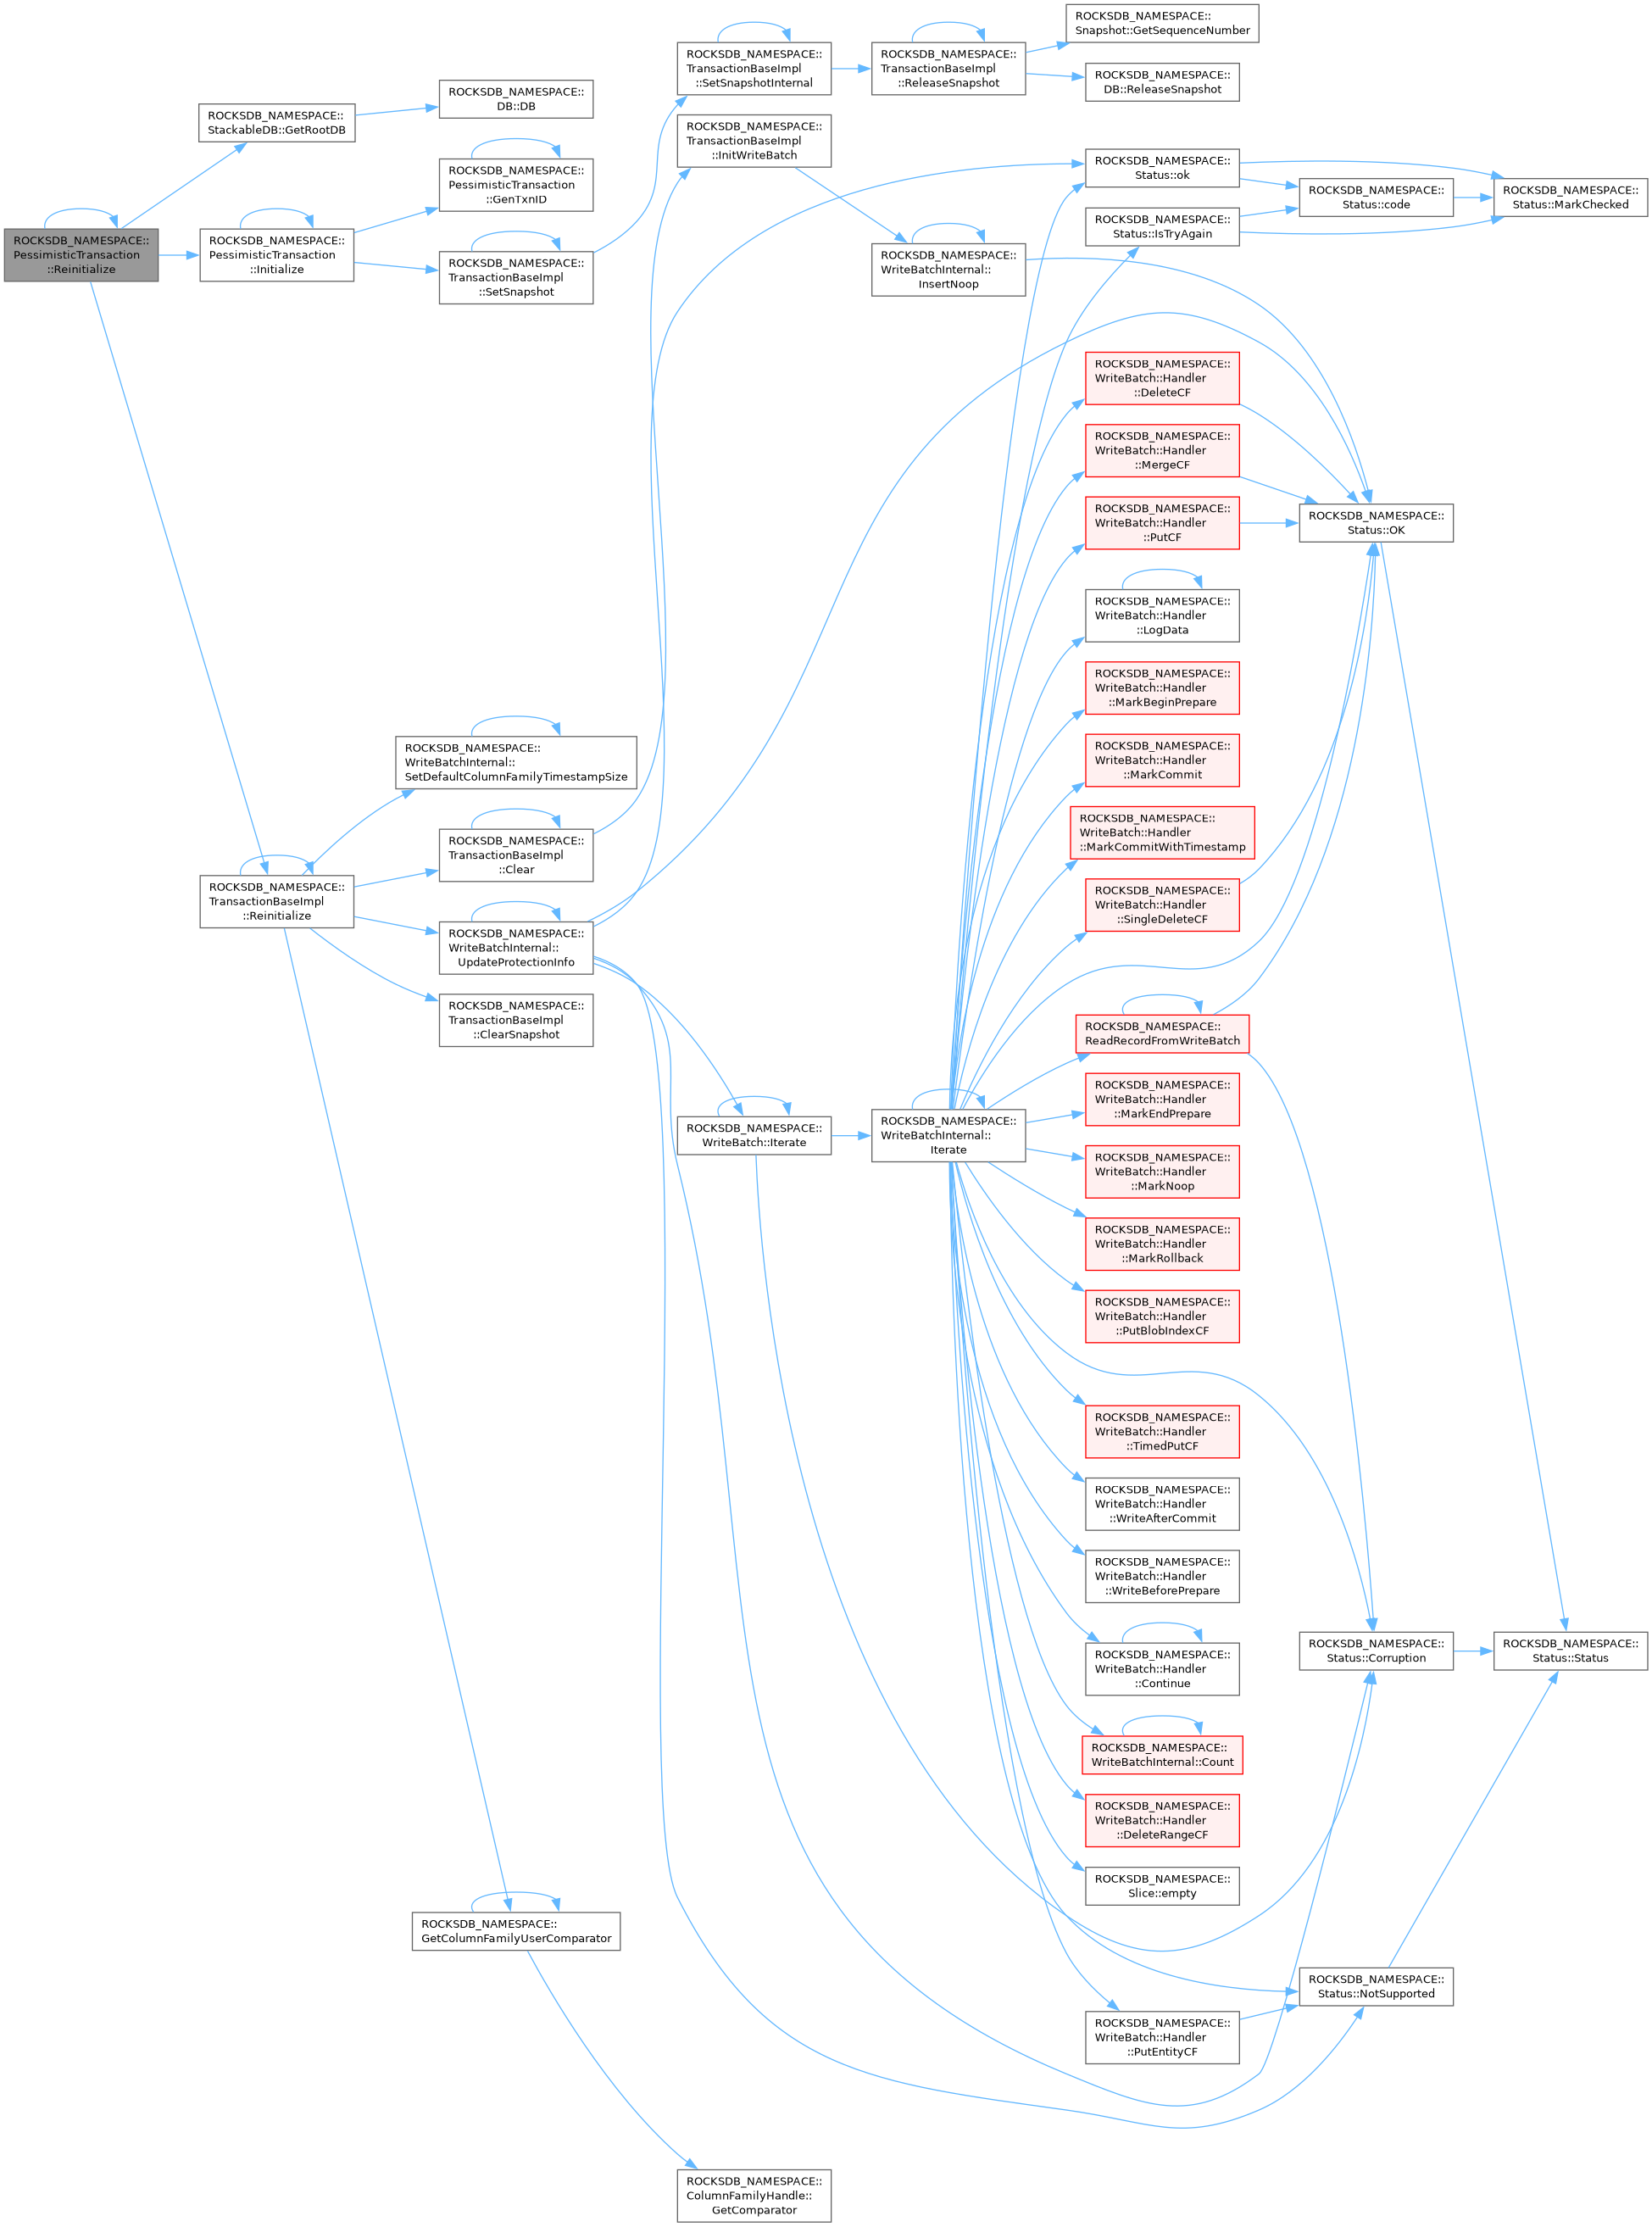 ROCKSDB_NAMESPACE::
PessimisticTransaction
::Reinitialize
ROCKSDB_NAMESPACE::
StackableDB::GetRootDB
ROCKSDB_NAMESPACE::
DB::DB
ROCKSDB_NAMESPACE::
PessimisticTransaction
::Initialize
ROCKSDB_NAMESPACE::
PessimisticTransaction
::GenTxnID
ROCKSDB_NAMESPACE::
TransactionBaseImpl
::SetSnapshot
ROCKSDB_NAMESPACE::
TransactionBaseImpl
::SetSnapshotInternal
ROCKSDB_NAMESPACE::
TransactionBaseImpl
::ReleaseSnapshot
ROCKSDB_NAMESPACE::
Snapshot::GetSequenceNumber
ROCKSDB_NAMESPACE::
DB::ReleaseSnapshot
ROCKSDB_NAMESPACE::
TransactionBaseImpl
::InitWriteBatch
ROCKSDB_NAMESPACE::
WriteBatchInternal::
InsertNoop
ROCKSDB_NAMESPACE::
Status::ok
ROCKSDB_NAMESPACE::
Status::code
ROCKSDB_NAMESPACE::
Status::MarkChecked
ROCKSDB_NAMESPACE::
Status::IsTryAgain
ROCKSDB_NAMESPACE::
WriteBatch::Handler
::DeleteCF
ROCKSDB_NAMESPACE::
WriteBatch::Handler
::MergeCF
ROCKSDB_NAMESPACE::
WriteBatch::Handler
::PutCF
ROCKSDB_NAMESPACE::
Status::OK
ROCKSDB_NAMESPACE::
WriteBatch::Handler
::LogData
ROCKSDB_NAMESPACE::
WriteBatch::Handler
::MarkBeginPrepare
ROCKSDB_NAMESPACE::
WriteBatch::Handler
::MarkCommit
ROCKSDB_NAMESPACE::
WriteBatch::Handler
::MarkCommitWithTimestamp
ROCKSDB_NAMESPACE::
WriteBatch::Handler
::SingleDeleteCF
ROCKSDB_NAMESPACE::
WriteBatchInternal::
SetDefaultColumnFamilyTimestampSize
ROCKSDB_NAMESPACE::
TransactionBaseImpl
::Clear
ROCKSDB_NAMESPACE::
TransactionBaseImpl
::Reinitialize
ROCKSDB_NAMESPACE::
WriteBatchInternal::
UpdateProtectionInfo
ROCKSDB_NAMESPACE::
TransactionBaseImpl
::ClearSnapshot
ROCKSDB_NAMESPACE::
WriteBatch::Iterate
ROCKSDB_NAMESPACE::
WriteBatchInternal::
Iterate
ROCKSDB_NAMESPACE::
ReadRecordFromWriteBatch
ROCKSDB_NAMESPACE::
WriteBatch::Handler
::MarkEndPrepare
ROCKSDB_NAMESPACE::
WriteBatch::Handler
::MarkNoop
ROCKSDB_NAMESPACE::
WriteBatch::Handler
::MarkRollback
ROCKSDB_NAMESPACE::
WriteBatch::Handler
::PutBlobIndexCF
ROCKSDB_NAMESPACE::
WriteBatch::Handler
::TimedPutCF
ROCKSDB_NAMESPACE::
WriteBatch::Handler
::WriteAfterCommit
ROCKSDB_NAMESPACE::
WriteBatch::Handler
::WriteBeforePrepare
ROCKSDB_NAMESPACE::
WriteBatch::Handler
::Continue
ROCKSDB_NAMESPACE::
Status::Corruption
ROCKSDB_NAMESPACE::
Status::Status
ROCKSDB_NAMESPACE::
WriteBatchInternal::Count
ROCKSDB_NAMESPACE::
WriteBatch::Handler
::DeleteRangeCF
ROCKSDB_NAMESPACE::
Slice::empty
ROCKSDB_NAMESPACE::
GetColumnFamilyUserComparator
ROCKSDB_NAMESPACE::
Status::NotSupported
ROCKSDB_NAMESPACE::
WriteBatch::Handler
::PutEntityCF
ROCKSDB_NAMESPACE::
ColumnFamilyHandle::
GetComparator